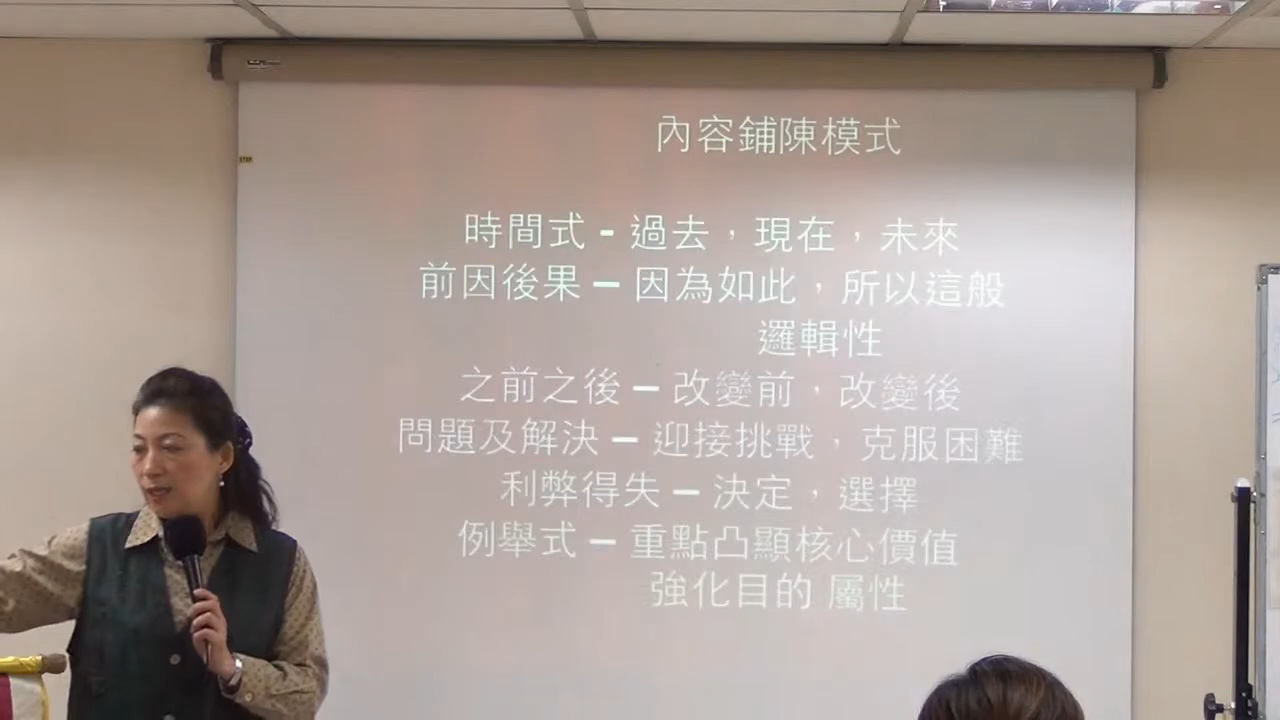 內容鋪陳模式
時間式 - 過去，現在，未來
前因後果 – 因為如此，所以這般
邏輯性
之前之後 – 改變前，改變後
問題及解決 – 迎接挑戰，克服困難
利弊得失 – 決定，選擇
例舉式 – 重點凸顯核心價值
強化目的 屬性